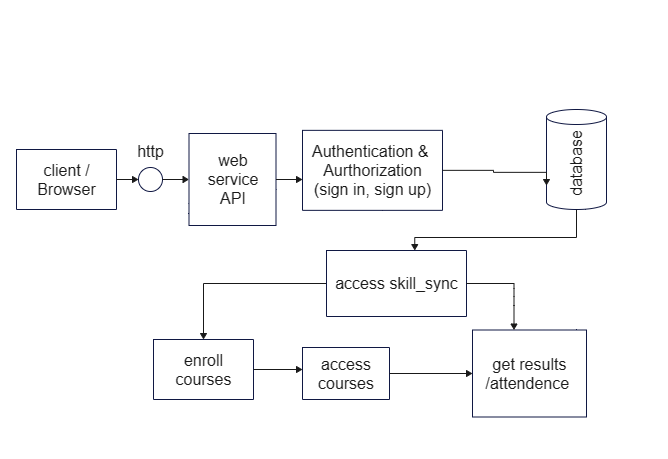 client /
Browser
http
web
service
API
Authentication &
Aurthorization
(sign in, sign up)
database
access skill_sync
enroll
courses
access
courses
get results
/attendence